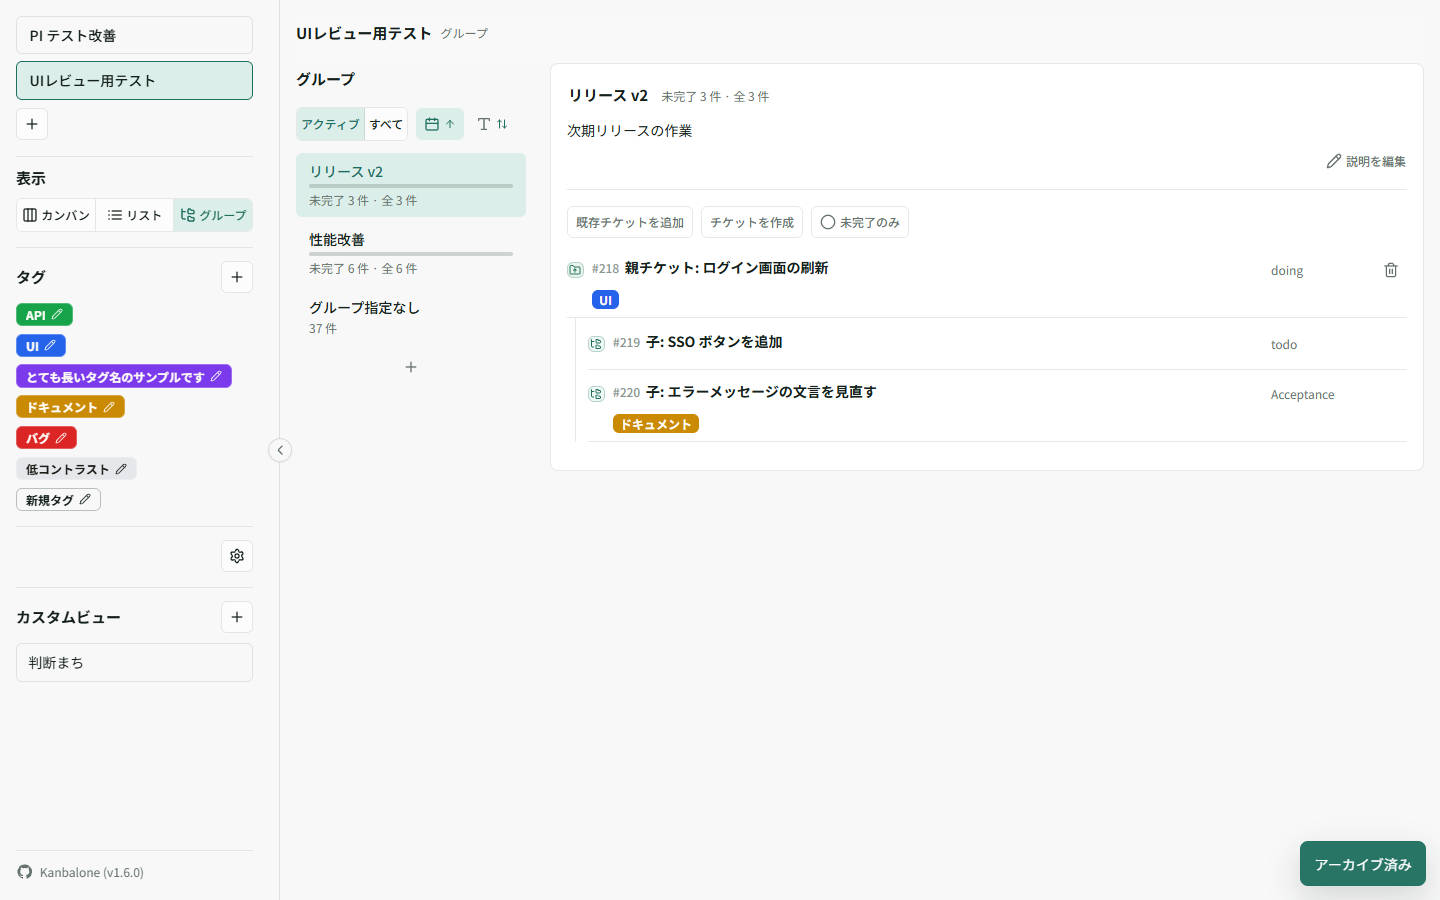 PI テスト改善
UIレビュー用テスト
表示
カンバン
リスト
グループ
タグ
API
UI
とても長いタグ名のサンプルです
ドキュメント
バグ
低コントラスト
新規タグ
カスタムビュー
判断まち
Kanbalone (v1.6.0)
UIレビュー用テスト グループ
グループ
アクティブ
すべて
リリース v2
未完了 3 件 · 全 3 件
性能改善
未完了 6 件 · 全 6 件
グループ指定なし
37 件
リリース v2 未完了 3 件 · 全 3 件
次期リリースの作業
説明を編集
既存チケットを追加
チケットを作成
未完了のみ
#218 親チケット: ログイン画面の刷新
doing
UI
#219 子: SSO ボタンを追加
todo
#220 子: エラーメッセージの文言を見直す
Acceptance
ドキュメント
アーカイブ済み